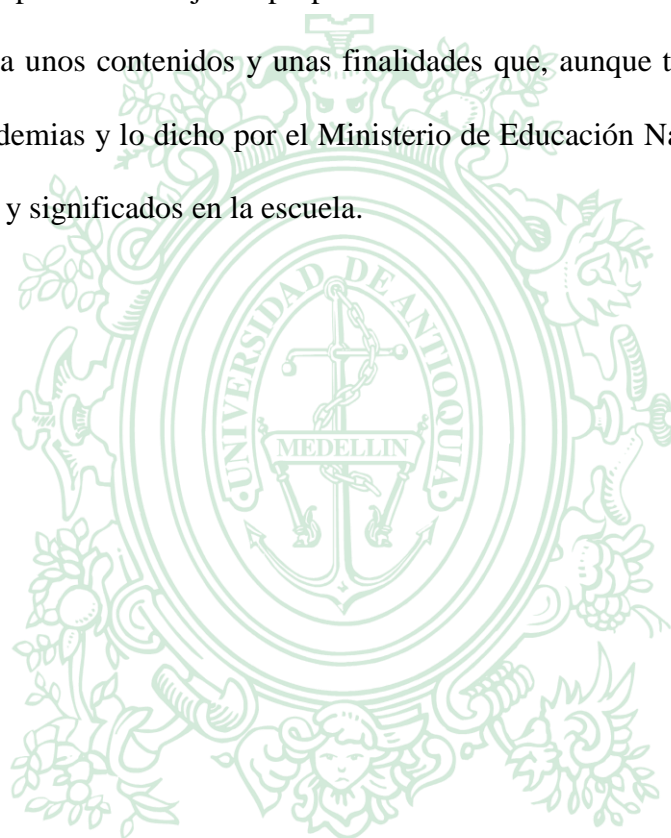 a unos contenidos y unas finalidades que, aunque t
demias y lo dicho por el Ministerio de Educación Na
y significados en la escuela.
UNIVERSIDAD DE ANTIOQUIA
MEDELLIN